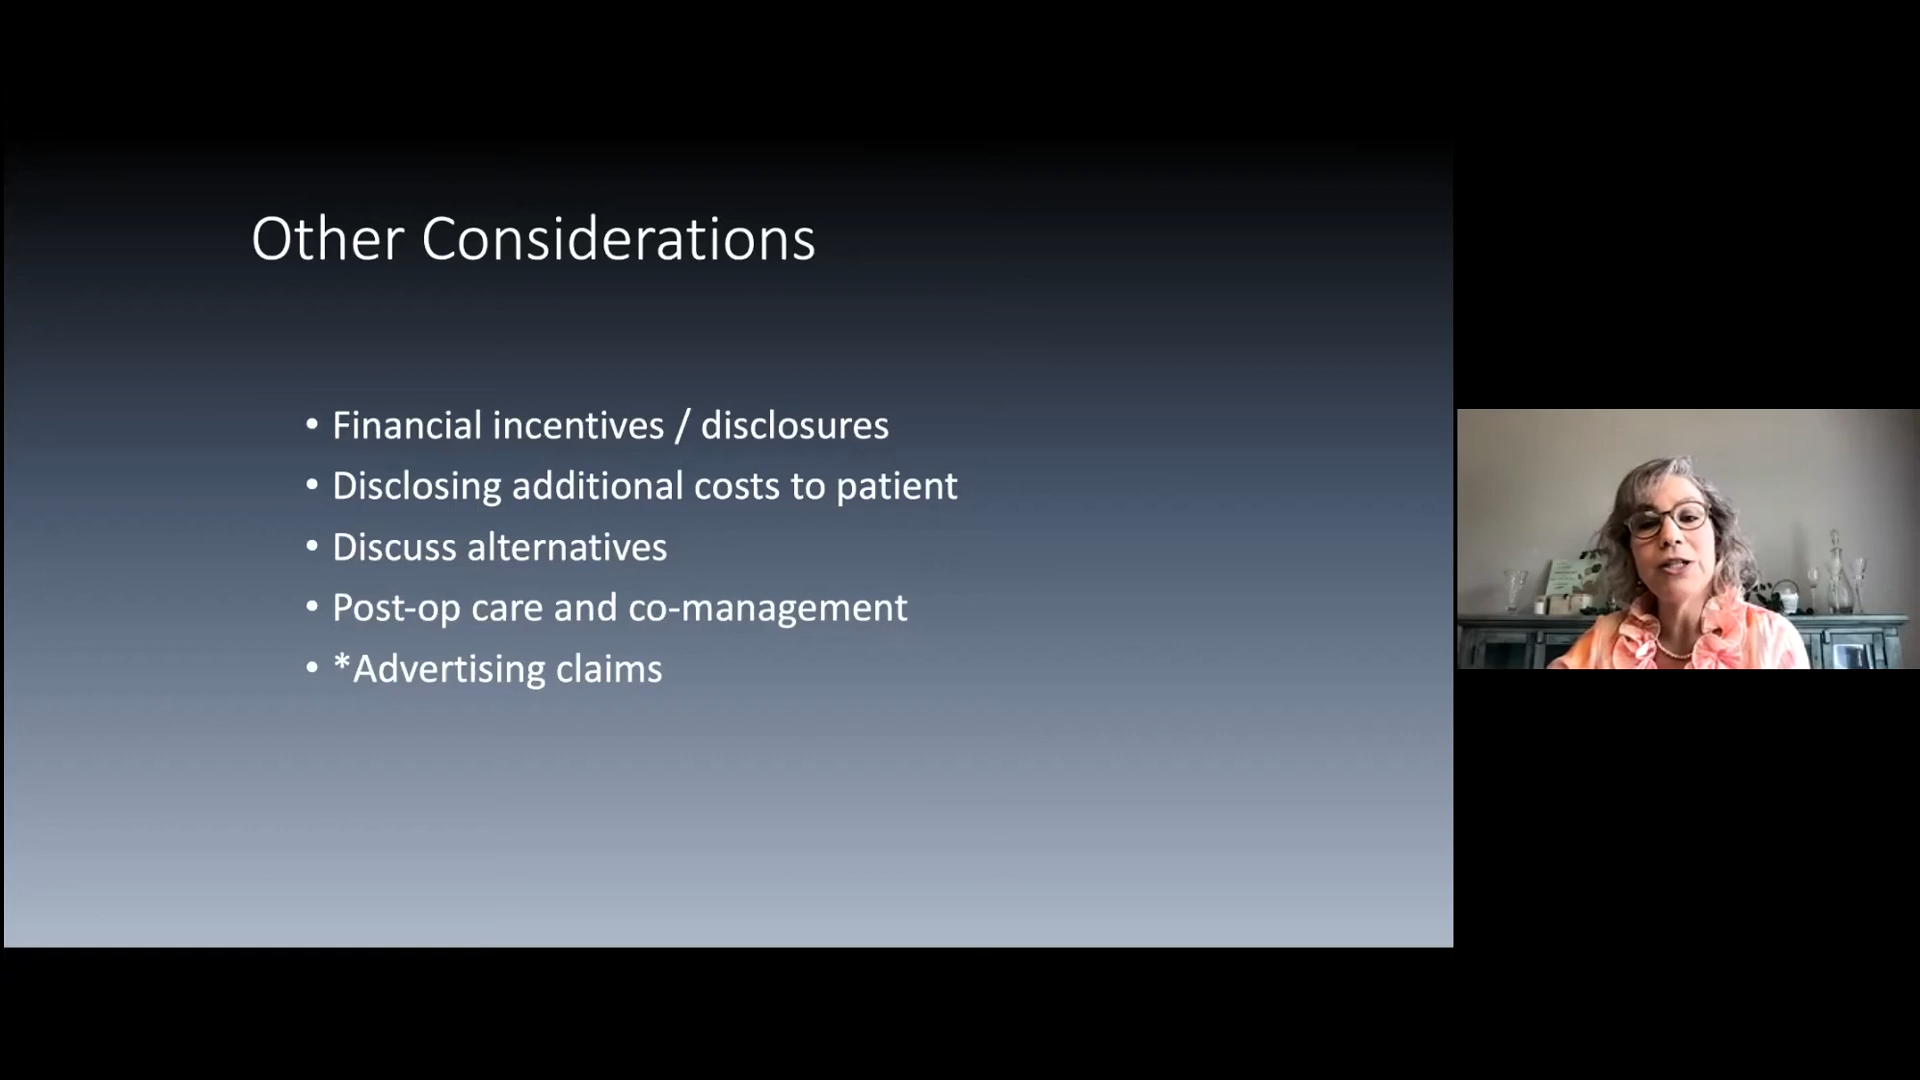 Other Considerations
• Financial incentives / disclosures
• Disclosing additional costs to patient
• Discuss alternatives
• Post-op care and co-management
• *Advertising claims